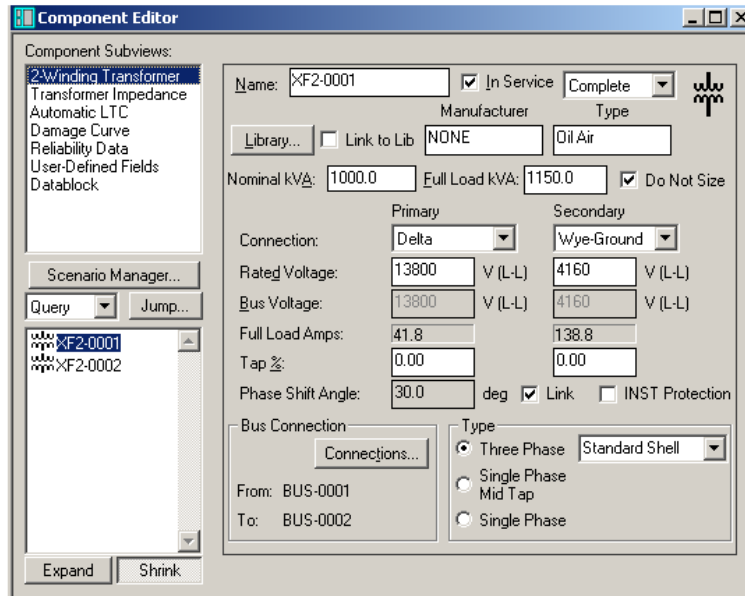 Component Editor
Component Subviews:
2-Winding Transformer
Transformer Impedance
Automatic LTC
Damage Curve
Reliability Data
User-Defined Fields
Datablock
Scenario Manager...
Query
Jump...
XF2-0001
XF2-0002
Expand
Shrink
Name: XF2-0001 In Service Complete
Manufacturer Type
Library... Link to Lib NONE Oil Air
Nominal kVA: 1000.0 Full Load kVA: 1150.0 Do Not Size
Primary Secondary
Connection: Delta Wye-Ground
Rated Voltage: 13800 V (L-L) 4160 V (L-L)
Bus Voltage: 13800 V (L-L) 4160 V (L-L)
Full Load Amps: 41.8 138.8
Tap %: 0.00 0.00
Phase Shift Angle: 30.0 deg Link INST Protection
Bus Connection
Connections...
From: BUS-0001
To: BUS-0002
Type
Three Phase Standard Shell
Single Phase
Mid Tap
Single Phase